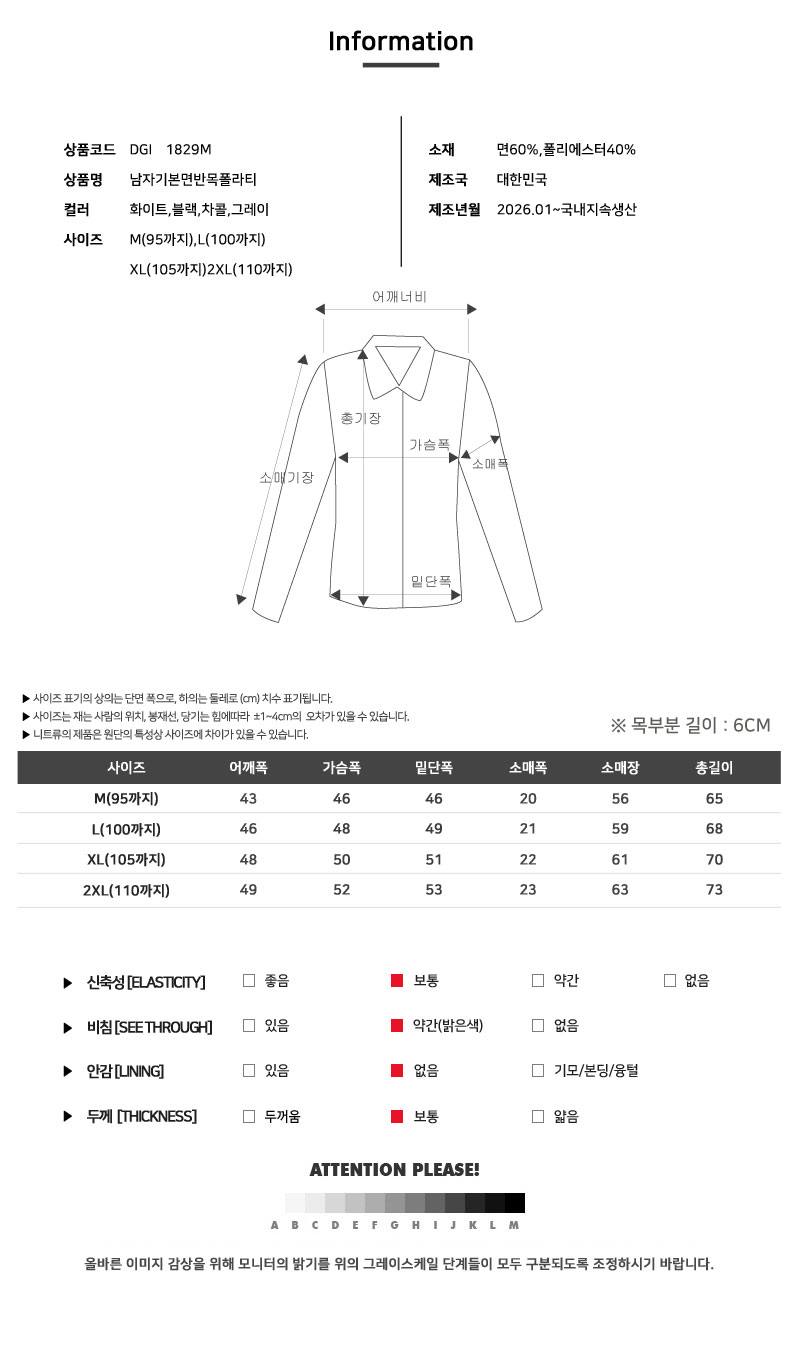 Information
상품코드 DGI 1829M
상품명 남자기본면반목폴라티
컬러 화이트,블랙,차콜,그레이
사이즈 M(95까지),L(100까지)
XL(105까지)2XL(110까지)
소재 면60%,폴리에스터40%
제조국 대한민국
제조년월 2026.01~국내지속생산
어깨너비
총기장
가슴폭
소매폭
소매기장
밑단폭
▶ 사이즈 표기의 상의는 단면 폭으로, 하의는 둘레로 (cm) 치수 표기됩니다.
▶ 사이즈는 재는 사람의 위치, 봉재선, 당기는 힘에따라 ±1~4cm의 오차가 있을 수 있습니다.
▶ 니트류의 제품은 원단의 특성상 사이즈에 차이가 있을 수 있습니다.
※ 목부분 길이 : 6CM
사이즈 어깨폭 가슴폭 밑단폭 소매폭 소매장 총길이
M(95까지) 43 46 46 20 56 65
L(100까지) 46 48 49 21 59 68
XL(105까지) 48 50 51 22 61 70
2XL(110까지) 49 52 53 23 63 73
▶ 신축성 [ELASTICITY] □ 좋음 ■ 보통 □ 약간 □ 없음
▶ 비침 [SEE THROUGH] □ 있음 ■ 약간(밝은색) □ 없음
▶ 안감 [LINING] □ 있음 ■ 없음 □ 기모/본딩/융털
▶ 두께 [THICKNESS] □ 두꺼움 ■ 보통 □ 얇음
ATTENTION PLEASE!
A B C D E F G H I J K L M
올바른 이미지 감상을 위해 모니터의 밝기를 위의 그레이스케일 단계들이 모두 구분되도록 조정하시기 바랍니다.